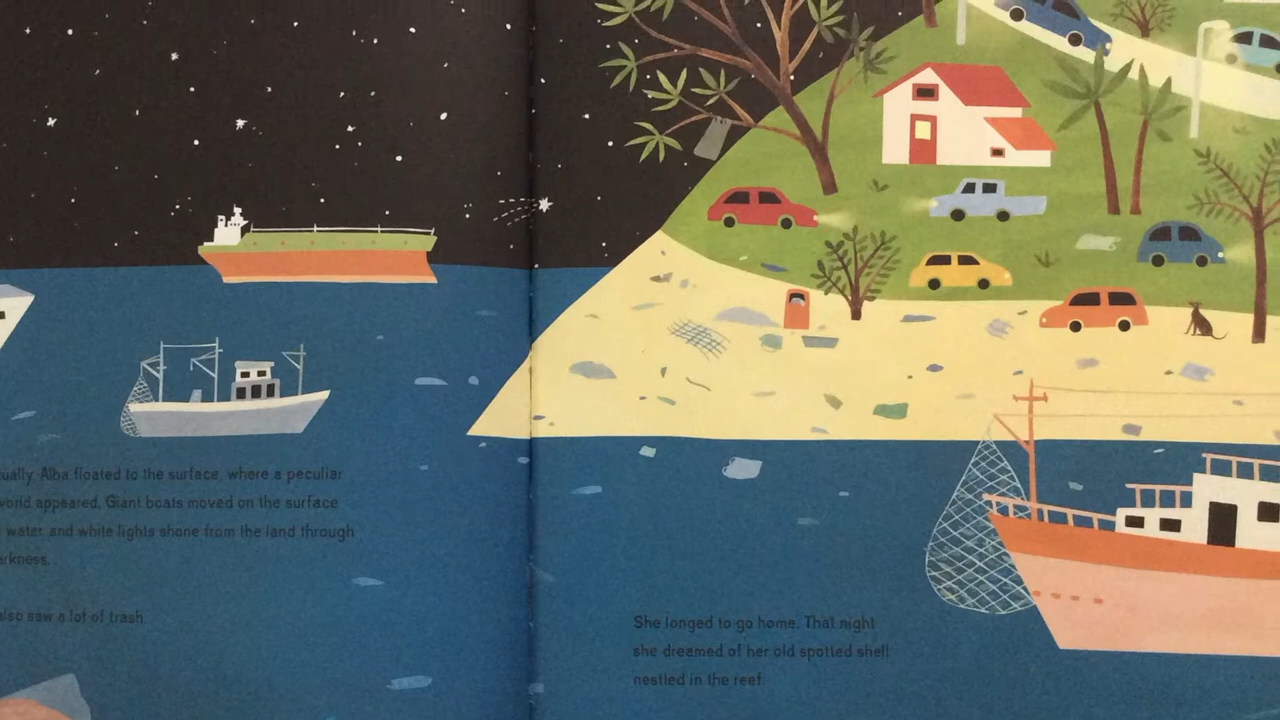 ually, Alba floated to the surface, where a peculiar
world appeared. Giant boats moved on the surface
water and white lights shone from the land through
arkness.
also saw a lot of trash.
She longed to go home. That night
she dreamed of her old spotted shell
nestled in the reef.